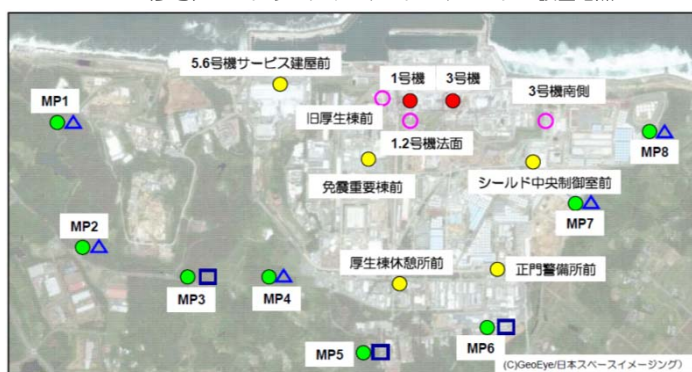 5.6号機サービス建屋前
1号機
3号機
3号機南側
MP1
旧厚生棟前
1.2号機法面
MP8
免震重要棟前
シールド中央制御室前
MP7
MP2
厚生棟休憩所前
正門警備所前
MP3
MP4
MP6
MP5
(C)GeoEye/日本スペースイメージング)